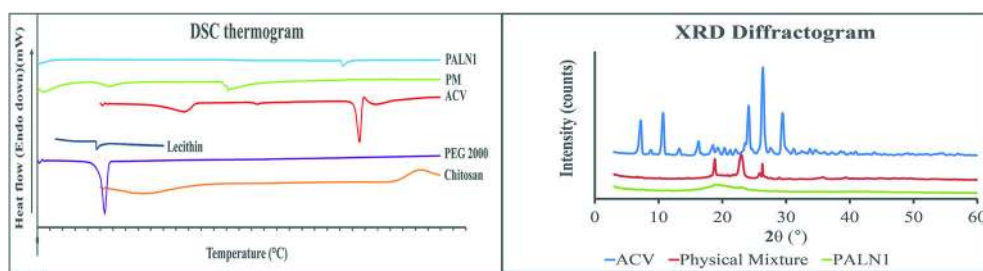 DSC thermogram
Heat flow (Endo down)(mW)
PALN1
PM
ACV
Lecithin
PEG 2000
Chitosan
Temperature (°C)
XRD Diffractogram
Intensity (counts)
0 10 20 30 40 50 60
2θ (°)
ACV Physical Mixture PALN1